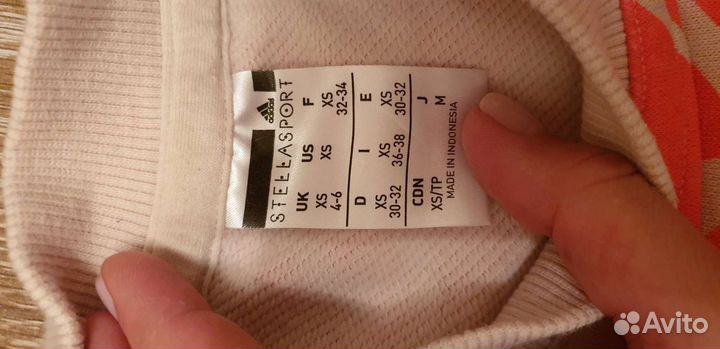 adidas
STELLASPORT
UK US F
XS XS XS
4-6 32-34
D I E
XS XS XS
30-32 36-38 30-32
CDN J
XS/TP M
MADE IN INDONESIA
Avito